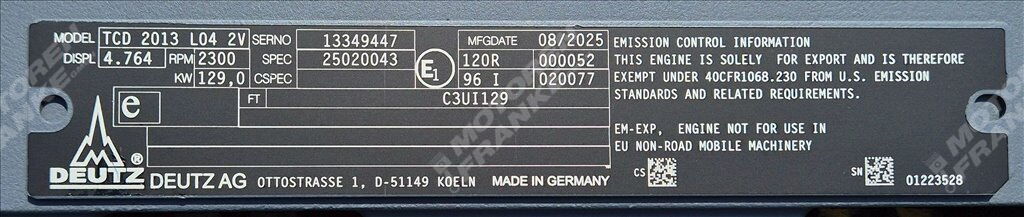 MODEL TCD 2013 L04 2V SERNO 13349447 MFGDATE 08/2025
DISPL 4.764 RPM 2300 SPEC 25020043 E1 120R 000052
KW 129,0 CSPEC 96 I 020077
e FT C3UI129
EMISSION CONTROL INFORMATION
THIS ENGINE IS SOLELY FOR EXPORT AND IS THEREFORE
EXEMPT UNDER 40CFR1068.230 FROM U.S. EMISSION
STANDARDS AND RELATED REQUIREMENTS.
EM-EXP, ENGINE NOT FOR USE IN
EU NON-ROAD MOBILE MACHINERY
CS SN 01223528
DEUTZ ® DEUTZ AG OTTOSTRASSE 1, D-51149 KOELN MADE IN GERMANY
MOTOREN
FRANKE